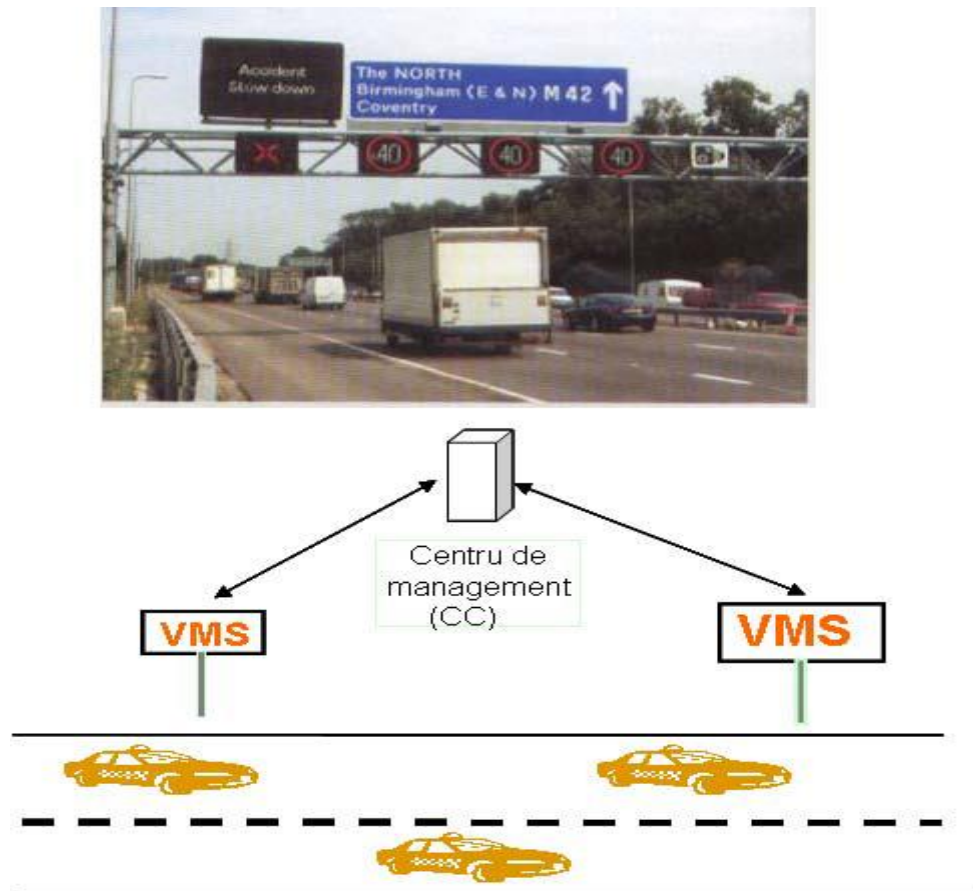 Accident
Slow down
The NORTH
Birmingham (E & N) M 42
Coventry
40
40
40
Centru de
management
(CC)
VMS
VMS